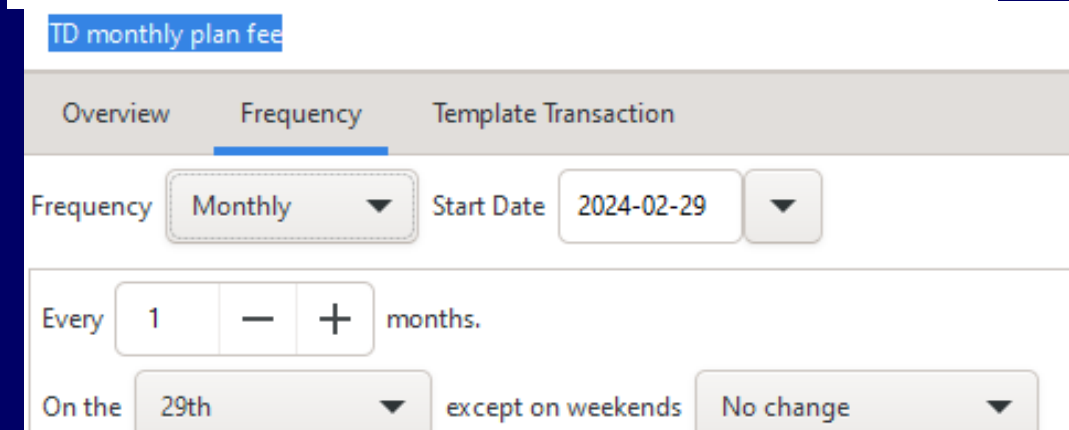 TD monthly plan fee
Overview Frequency Template Transaction
Frequency Monthly Start Date 2024-02-29
Every 1 — + months.
On the 29th except on weekends No change